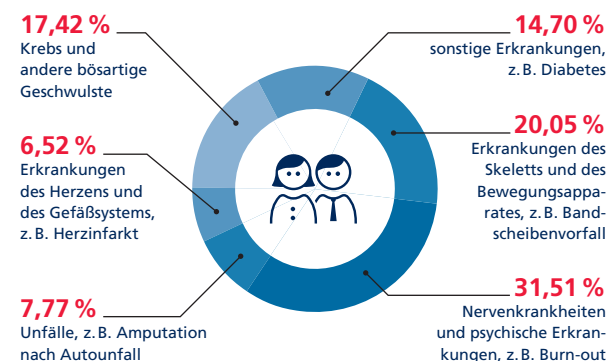 17,42 %
Krebs und
andere bösartige
Geschwulste
6,52 %
Erkrankungen
des Herzens und
des Gefäßsystems,
z. B. Herzinfarkt
7,77 %
Unfälle, z. B. Amputation
nach Autounfall
14,70 %
sonstige Erkrankungen,
z. B. Diabetes
20,05 %
Erkrankungen des
Skeletts und des
Bewegungsappa-
rates, z. B. Band-
scheibenvorfall
31,51 %
Nervenkrankheiten
und psychische Erkran-
kungen, z. B. Burn-out